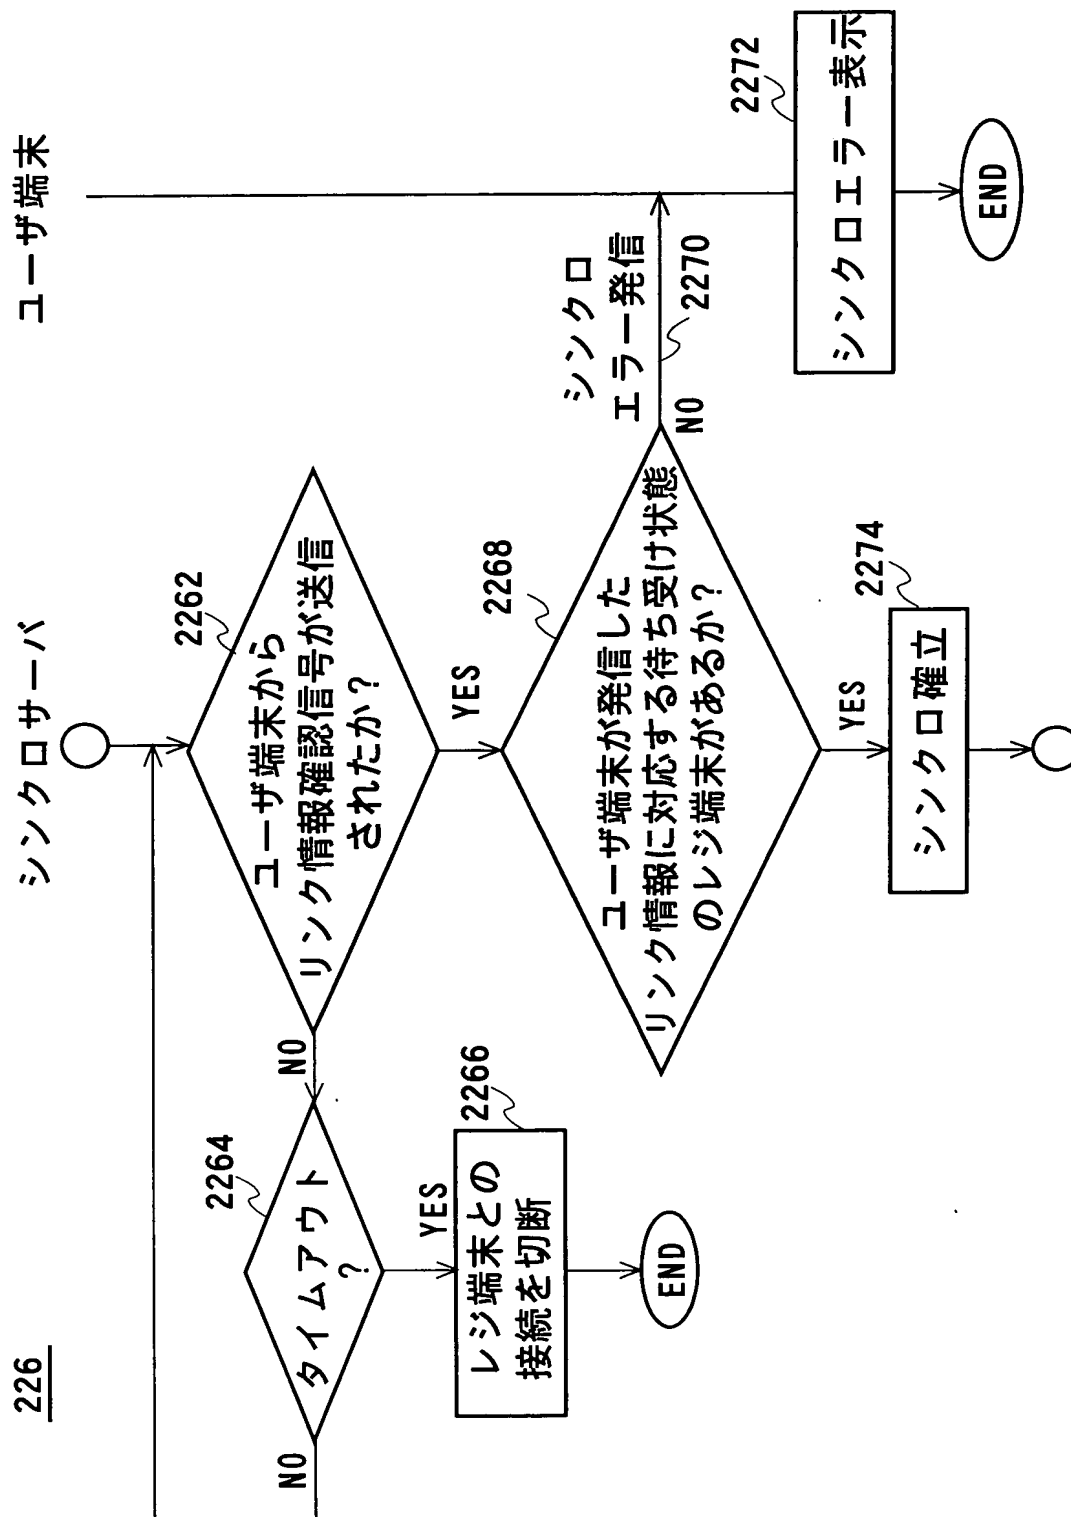 226
シンクロサーバ
ユーザ端末
2262
ユーザ端末から
リンク情報確認信号が送信
されたか?
NO
YES
2264
タイムアウト
?
NO
YES
2266
レジ端末との
接続を切断
END
2268
ユーザ端末が発信した
リンク情報に対応する待ち受け状態
のレジ端末があるか?
NO
YES
シンクロ
エラー発信
2270
2272
シンクロエラー表示
END
2274
シンクロ確立